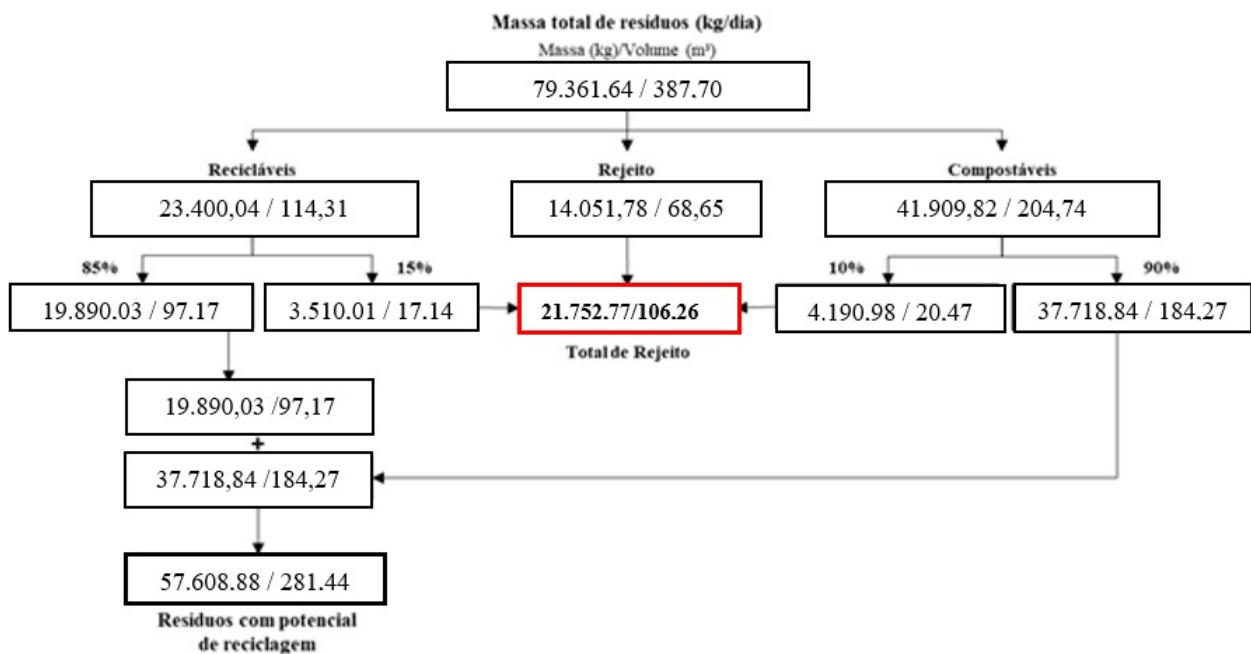 Massa total de resíduos (kg/dia)
Massa (kg)/Volume (m³)
79.361,64 / 387,70
Recicláveis
Rejeito
Compostáveis
23.400,04 / 114,31
14.051,78 / 68,65
41.909,82 / 204,74
85%
15%
10%
90%
19.890,03 / 97,17
3.510,01 / 17,14
21.752,77/106,26
4.190,98 / 20,47
37.718,84 / 184,27
Total de Rejeito
19.890,03 /97,17
+
37.718,84 /184,27
57.608,88 / 281,44
Resíduos com potencial
de reciclagem